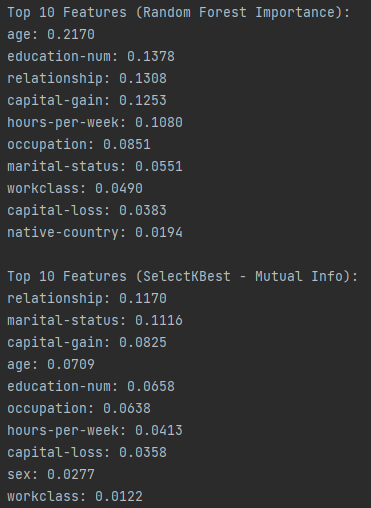 Top 10 Features (Random Forest Importance):
age: 0.2170
education-num: 0.1378
relationship: 0.1308
capital-gain: 0.1253
hours-per-week: 0.1080
occupation: 0.0851
marital-status: 0.0551
workclass: 0.0490
capital-loss: 0.0383
native-country: 0.0194
Top 10 Features (SelectKBest - Mutual Info):
relationship: 0.1170
marital-status: 0.1116
capital-gain: 0.0825
age: 0.0709
education-num: 0.0658
occupation: 0.0638
hours-per-week: 0.0413
capital-loss: 0.0358
sex: 0.0277
workclass: 0.0122